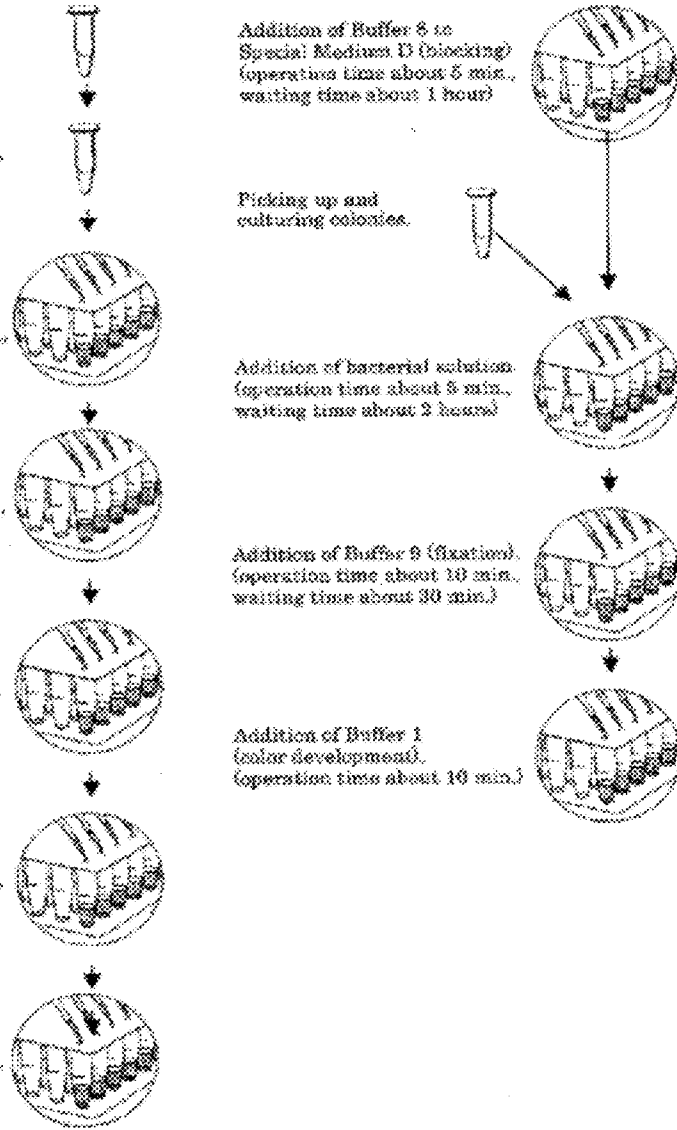 Addition of Buffer 6 to
Special Medium D (blocking)
(operation time about 5 min.,
waiting time about 1 hour)
Picking up and
culturing colonies.
Addition of bacterial solution
(operation time about 5 min.,
waiting time about 2 hours)
Addition of Buffer 9 (fixation).
(operation time about 10 min.,
waiting time about 30 min.)
Addition of Buffer 1
(color development).
(operation time about 10 min.)